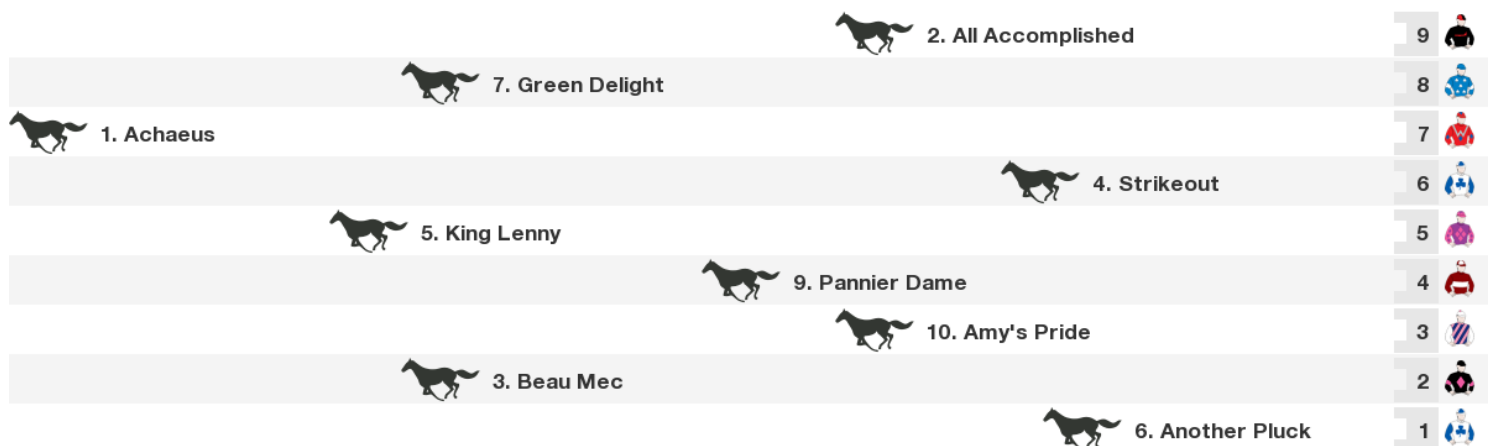 2. All Accomplished 9
7. Green Delight 8
1. Achaeus 7
4. Strikeout 6
5. King Lenny 5
9. Pannier Dame 4
10. Amy's Pride 3
3. Beau Mec 2
6. Another Pluck 1